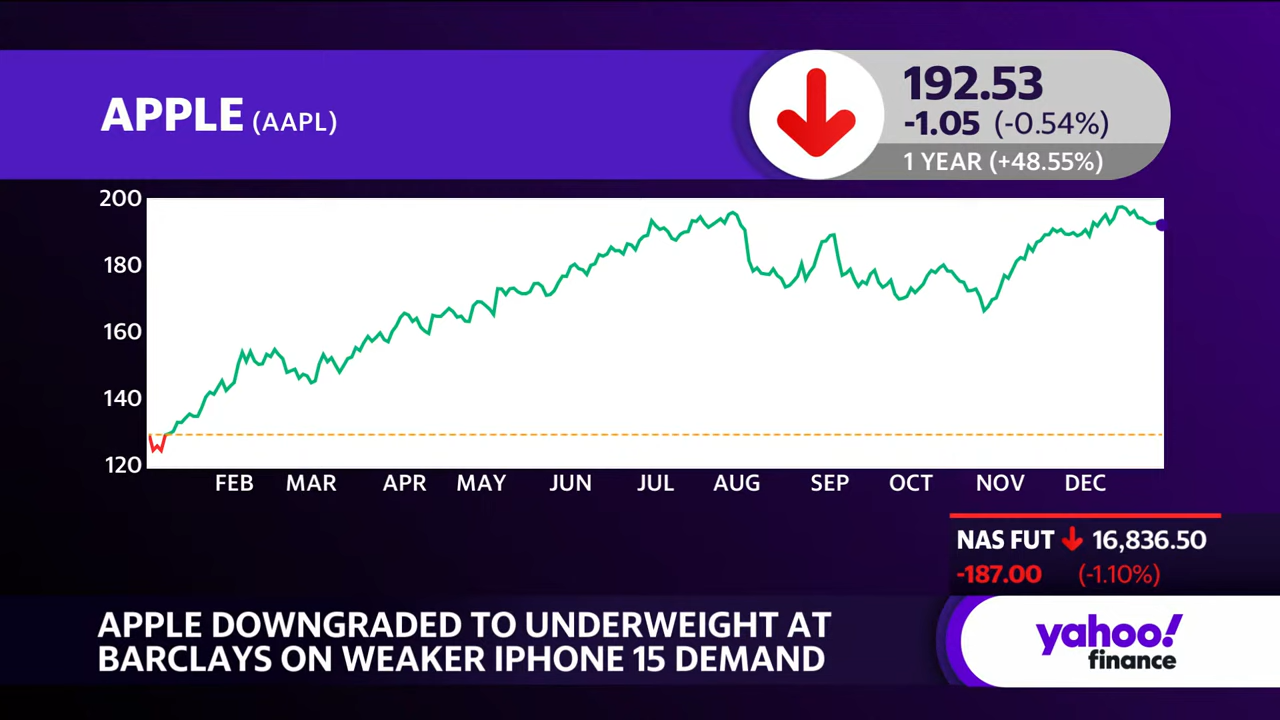 APPLE (AAPL)
192.53
-1.05 (-0.54%)
1 YEAR (+48.55%)
200
180
160
140
120
FEB MAR APR MAY JUN JUL AUG SEP OCT NOV DEC
NAS FUT 16,836.50
-187.00 (-1.10%)
APPLE DOWNGRADED TO UNDERWEIGHT AT
BARCLAYS ON WEAKER IPHONE 15 DEMAND
yahoo!
finance